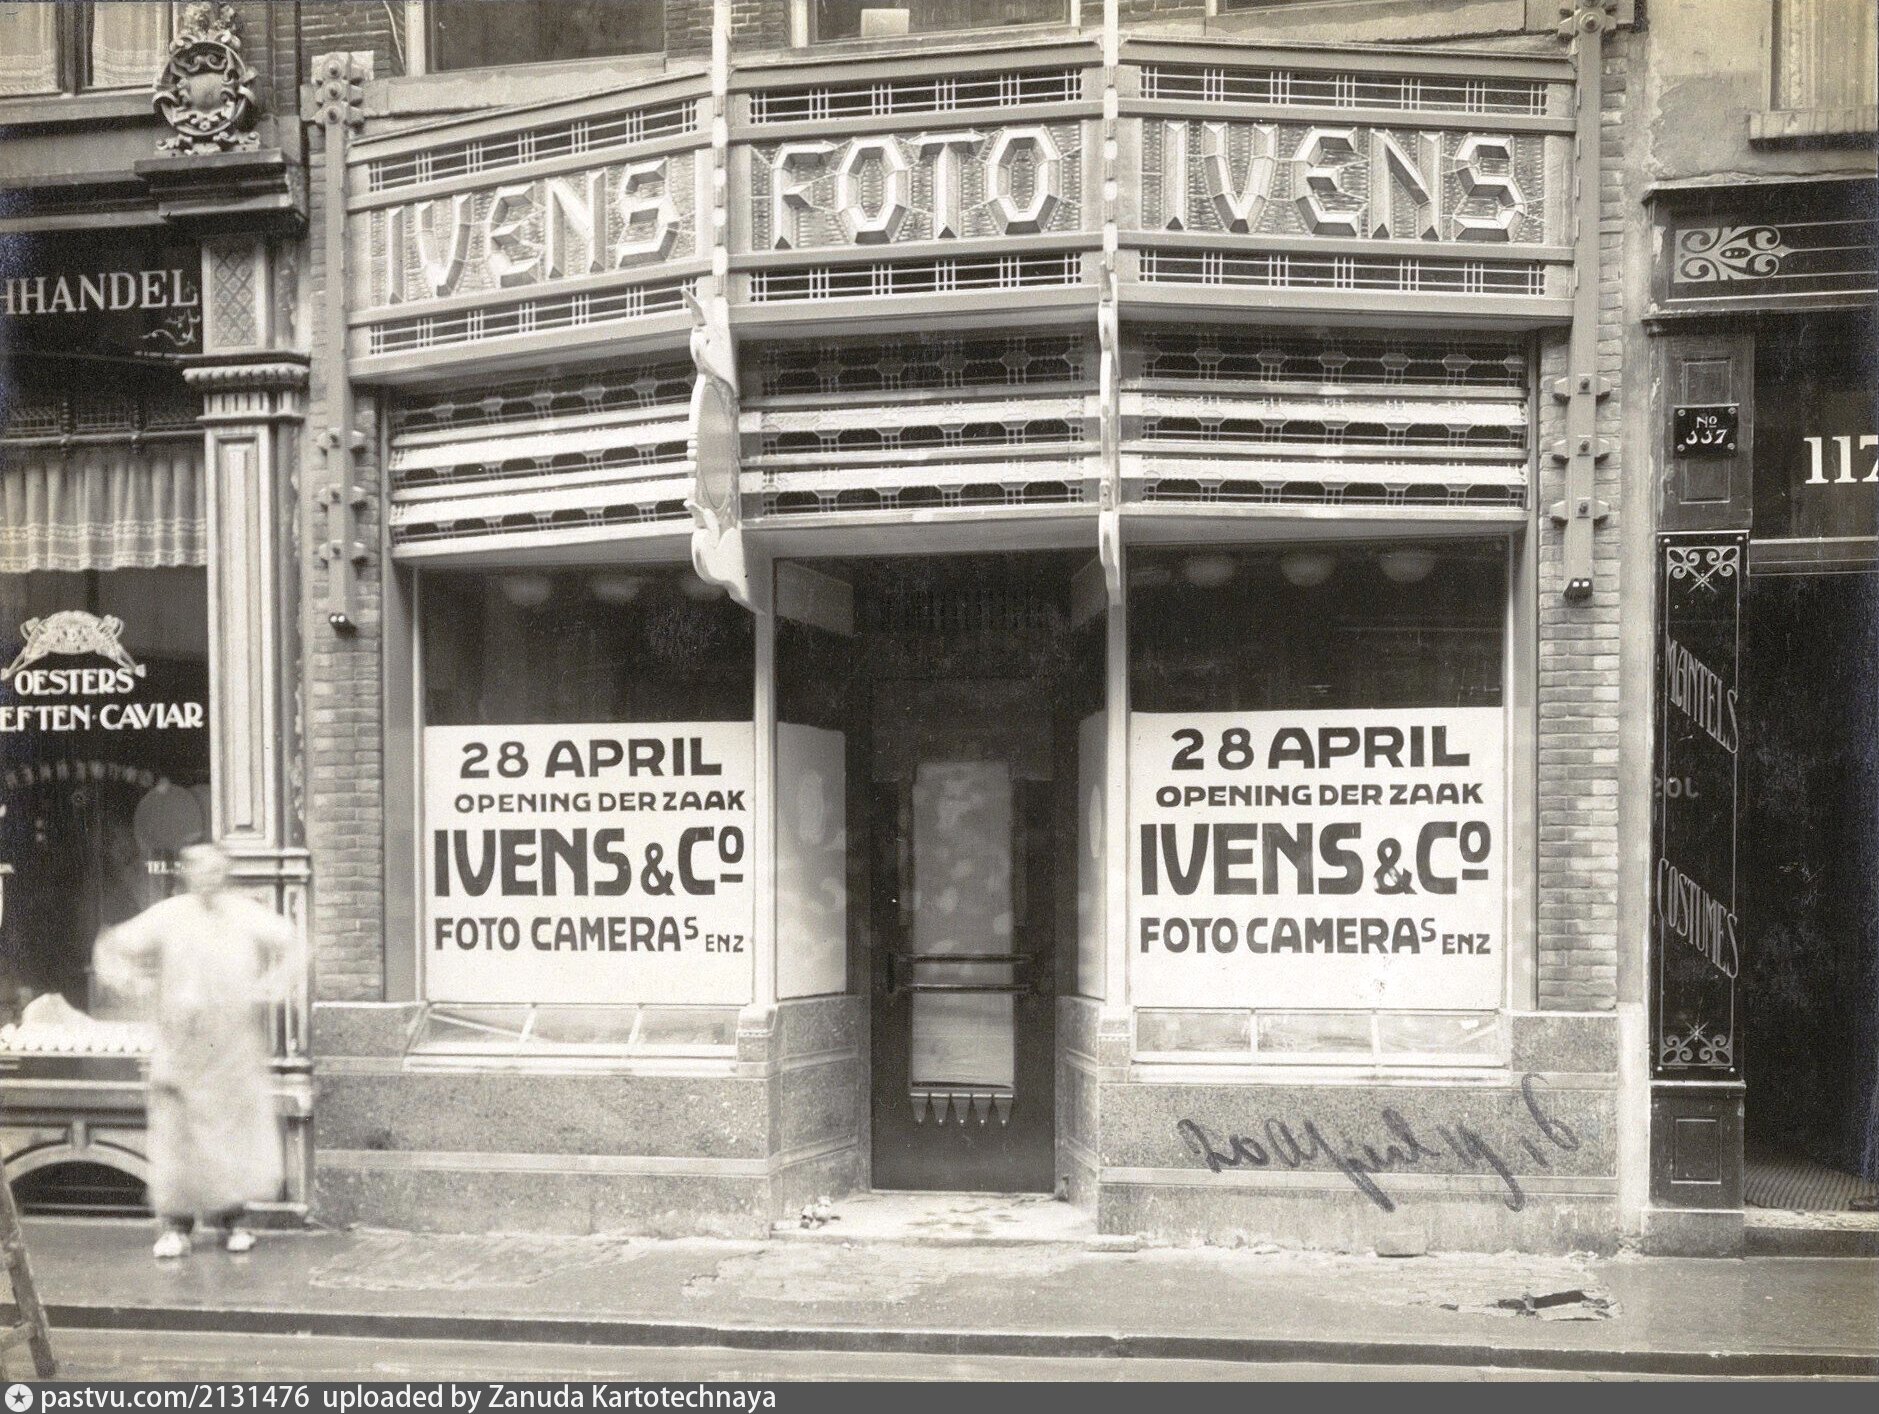 IVENS FOTO IVENS
HHANDEL
No
337
117
OESTERS
EFTEN·CAVIAR
MANTELS
COSTUMES
TEL.
28 APRIL
OPENING DER ZAAK
IVENS & Co
FOTO CAMERAS ENZ
28 APRIL
OPENING DER ZAAK
IVENS & Co
FOTO CAMERAS ENZ
pastvu.com/2131476 uploaded by Zanuda Kartotechnaya